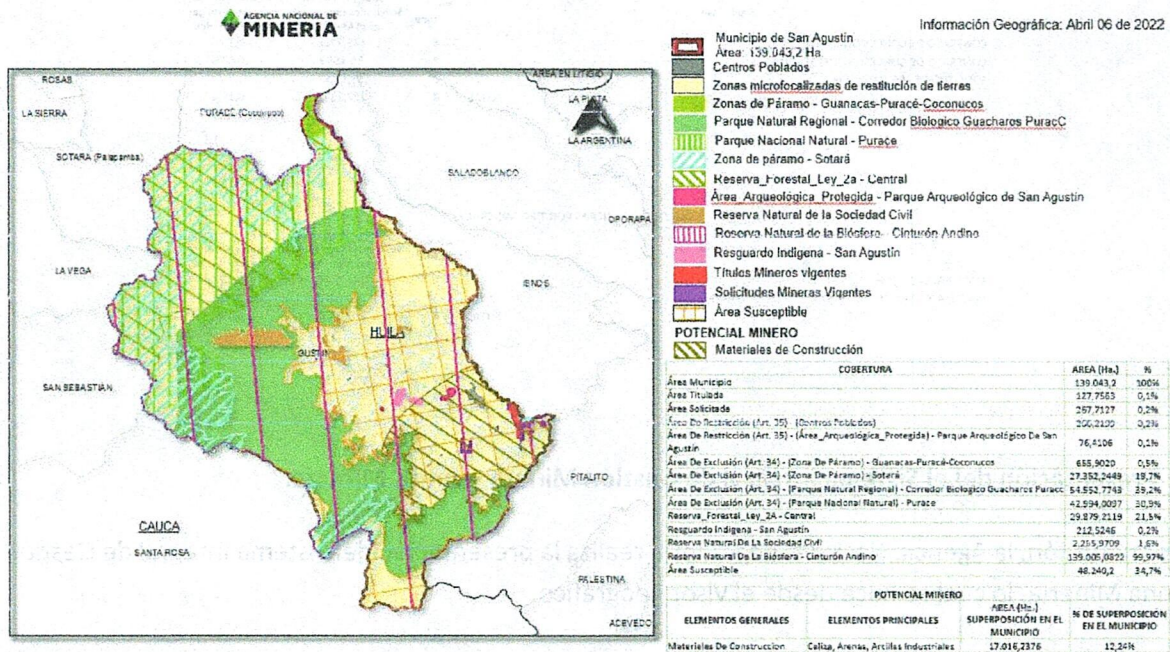 AGENCIA NACIONAL DE
MINERÍA
Información Geográfica: Abril 06 de 2022
ROSAS
LA SIERRA
SOTARA (Paispamba)
LA VEGA
SAN SEBASTIÁN
CAUCA
SANTA ROSA
AREA EN LITIGIO
LA PLATA
LA ARGENTINA
SALADOBLANCO
OPORAPA
ISNOS
HUILA
PITALITO
PALESTINA
ACEVEDO
Municipio de San Agustín
Área: 139.043,2 Ha
Centros Poblados
Zonas microfocalizadas de restitución de tierras
Zonas de Páramo - Guanacas-Puracé-Coconucos
Parque Natural Regional - Corredor Biologico Guacharos PuracC
Parque Nacional Natural - Purace
Zona de páramo - Sotará
Reserva_Forestal_Ley_2a - Central
Área_Arqueológica_Protegida - Parque Arqueológico de San Agustín
Reserva Natural de la Sociedad Civil
Reserva Natural de la Biósfera - Cinturón Andino
Resguardo Indigena - San Agustín
Títulos Mineros vigentes
Solicitudes Mineras Vigentes
Área Susceptible
POTENCIAL MINERO
Materiales de Construcción
COBERTURA AREA (Ha.) %
Área Municipio 139.043,2 100%
Área Titulada 127,7563 0,1%
Área Solicitada 257,7127 0,2%
Área De Restricción (Art. 35) - (Centros Poblados) 0,2%
Área De Restricción (Art. 35) - (Área_Arqueológica_Protegida) - Parque Arqueológico De San
Agustín 76,4106 0,1%
Área De Exclusión (Art. 34) - (Zona De Páramo) - Guanacas-Puracé-Coconucos 655,9020 0,5%
Área De Exclusión (Art. 34) - (Zona De Páramo) - Sotará 27.352,2449 19,7%
Área De Exclusión (Art. 34) - (Parque Natural Regional) - Corredor Biologico Guacharos Purac 54.552,7743 39,2%
Área De Exclusión (Art. 34) - (Parque Nacional Natural) - Purace 42.994,0097 30,9%
Reserva_Forestal_Ley_2A - Central 29.879,2119 21,5%
Resguardo Indigena - San Agustín 212,5246 0,2%
Reserva Natural De La Sociedad Civil 2.255,9709 1,6%
Reserva Natural De La Biósfera - Cinturón Andino 139.005,0822 99,97%
Área Susceptible 48.240,2 34,7%
POTENCIAL MINERO
ELEMENTOS GENERALES ELEMENTOS PRINCIPALES AREA (Ha.) SUPERPOSICIÓN EN EL MUNICIPIO % DE SUPERPOSICIÓN EN EL MUNICIPIO
Materiales De Construccion Caliza, Arenas, Arcillas Industriales 17.016,2376 12,24%